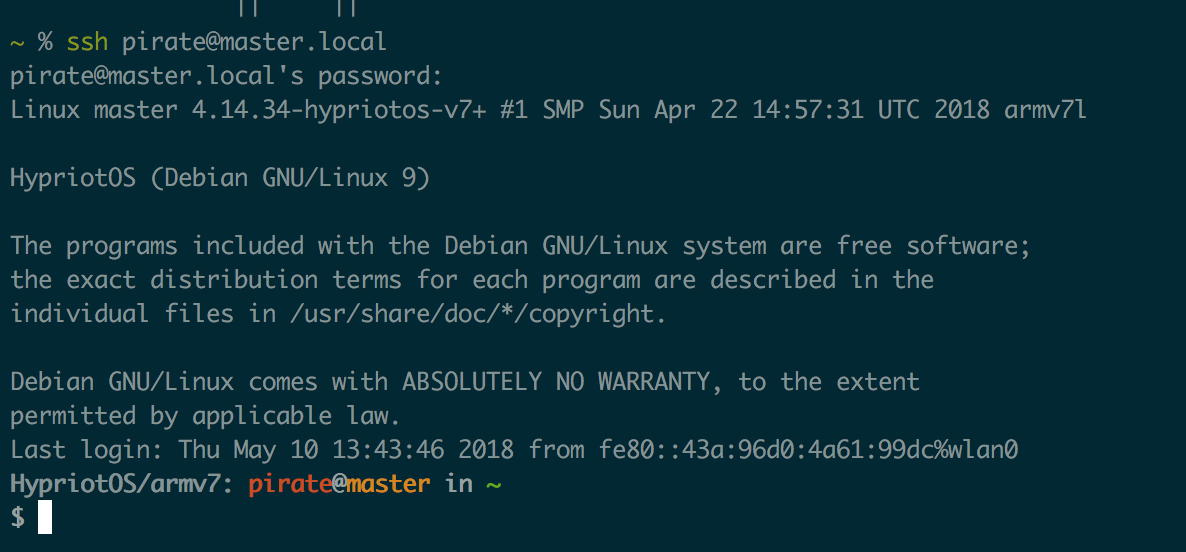 ||     ||
~ % ssh pirate@master.local
pirate@master.local's password:
Linux master 4.14.34-hypriotos-v7+ #1 SMP Sun Apr 22 14:57:31 UTC 2018 armv7l
HypriotOS (Debian GNU/Linux 9)
The programs included with the Debian GNU/Linux system are free software;
the exact distribution terms for each program are described in the
individual files in /usr/share/doc/*/copyright.
Debian GNU/Linux comes with ABSOLUTELY NO WARRANTY, to the extent
permitted by applicable law.
Last login: Thu May 10 13:43:46 2018 from fe80::43a:96d0:4a61:99dc%wlan0
HypriotOS/armv7: pirate@master in ~
$